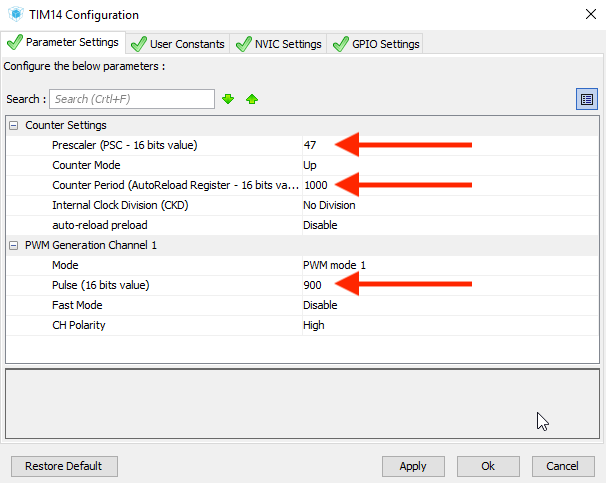 TIM14 Configuration
Parameter Settings User Constants NVIC Settings GPIO Settings
Configure the below parameters :
Search : Search (Crtl+F)
Counter Settings
Prescaler (PSC - 16 bits value) 47
Counter Mode Up
Counter Period (AutoReload Register - 16 bits va... 1000
Internal Clock Division (CKD) No Division
auto-reload preload Disable
PWM Generation Channel 1
Mode PWM mode 1
Pulse (16 bits value) 900
Fast Mode Disable
CH Polarity High
Restore Default Apply Ok Cancel